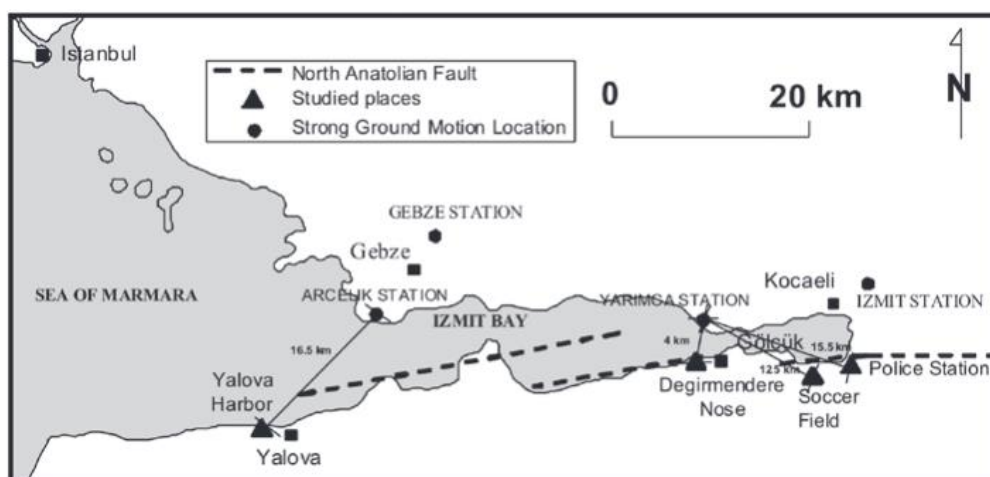 Istanbul
North Anatolian Fault
Studied places
Strong Ground Motion Location
0 20 km
N
GEBZE STATION
Gebze
SEA OF MARMARA
ARCELIK STATION
IZMIT BAY
YARIMCA STATION
Kocaeli
IZMIT STATION
16.5 km
4 km
Gölcük
15.5 km
12.5 km
Police Station
Yalova
Harbor
Degirmendere
Nose
Soccer
Field
Yalova